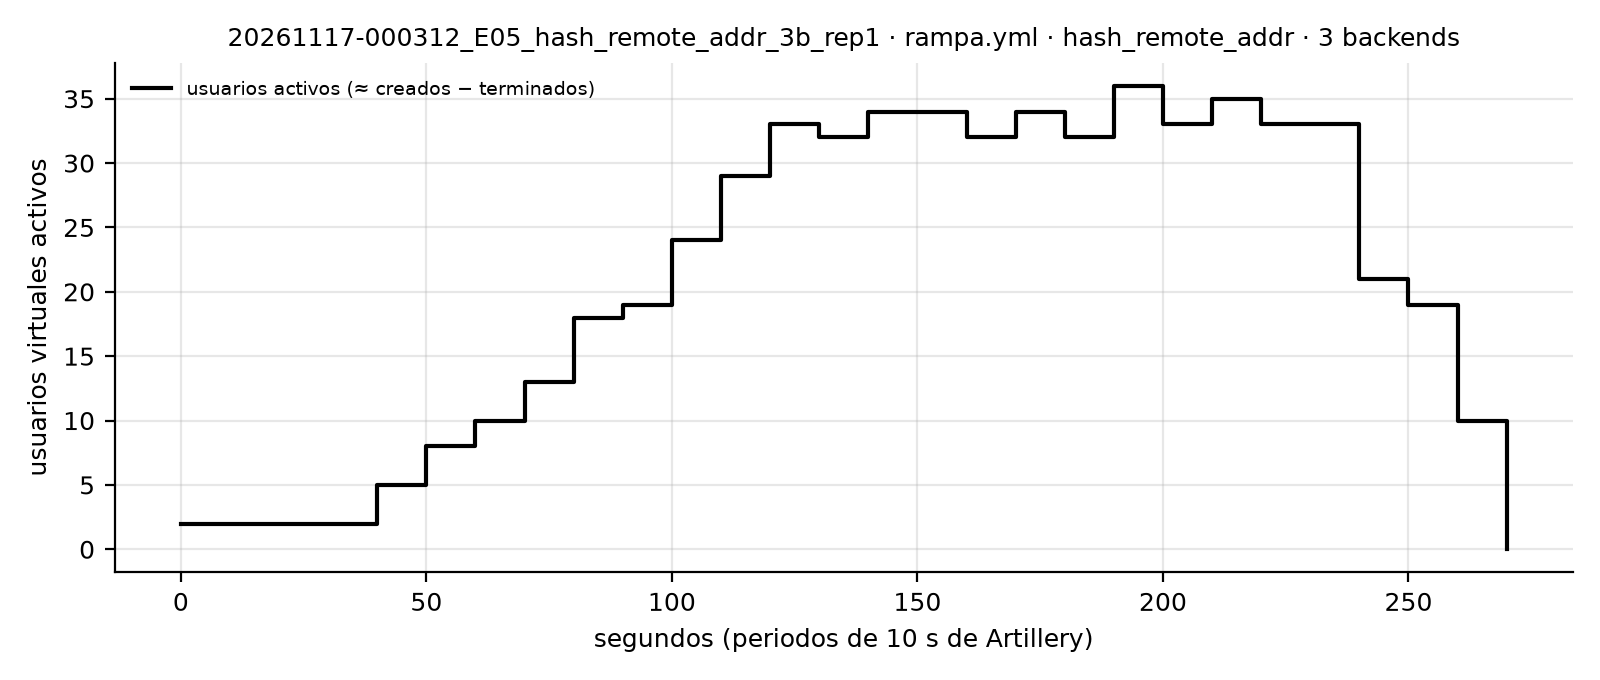 20261117-000312_E05_hash_remote_addr_3b_rep1 · rampa.yml · hash_remote_addr · 3 backends
usuarios activos (≈ creados − terminados)
usuarios virtuales activos
35
30
25
20
15
10
5
0
0 50 100 150 200 250
segundos (periodos de 10 s de Artillery)